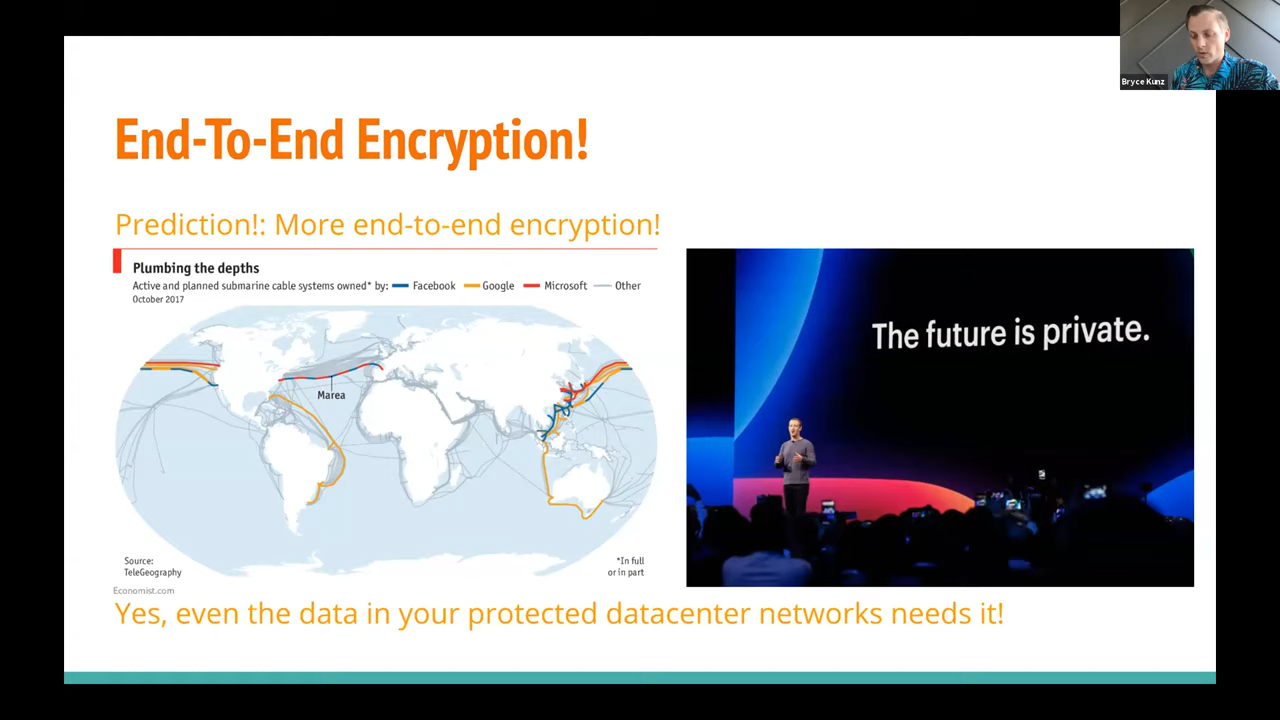 Bryce Kunz
End-To-End Encryption!
Prediction!: More end-to-end encryption!
Plumbing the depths
Active and planned submarine cable systems owned* by: Facebook Google Microsoft Other
October 2017
Marea
Source:
TeleGeography
*In full
or in part
Economist.com
The future is private.
Yes, even the data in your protected datacenter networks needs it!